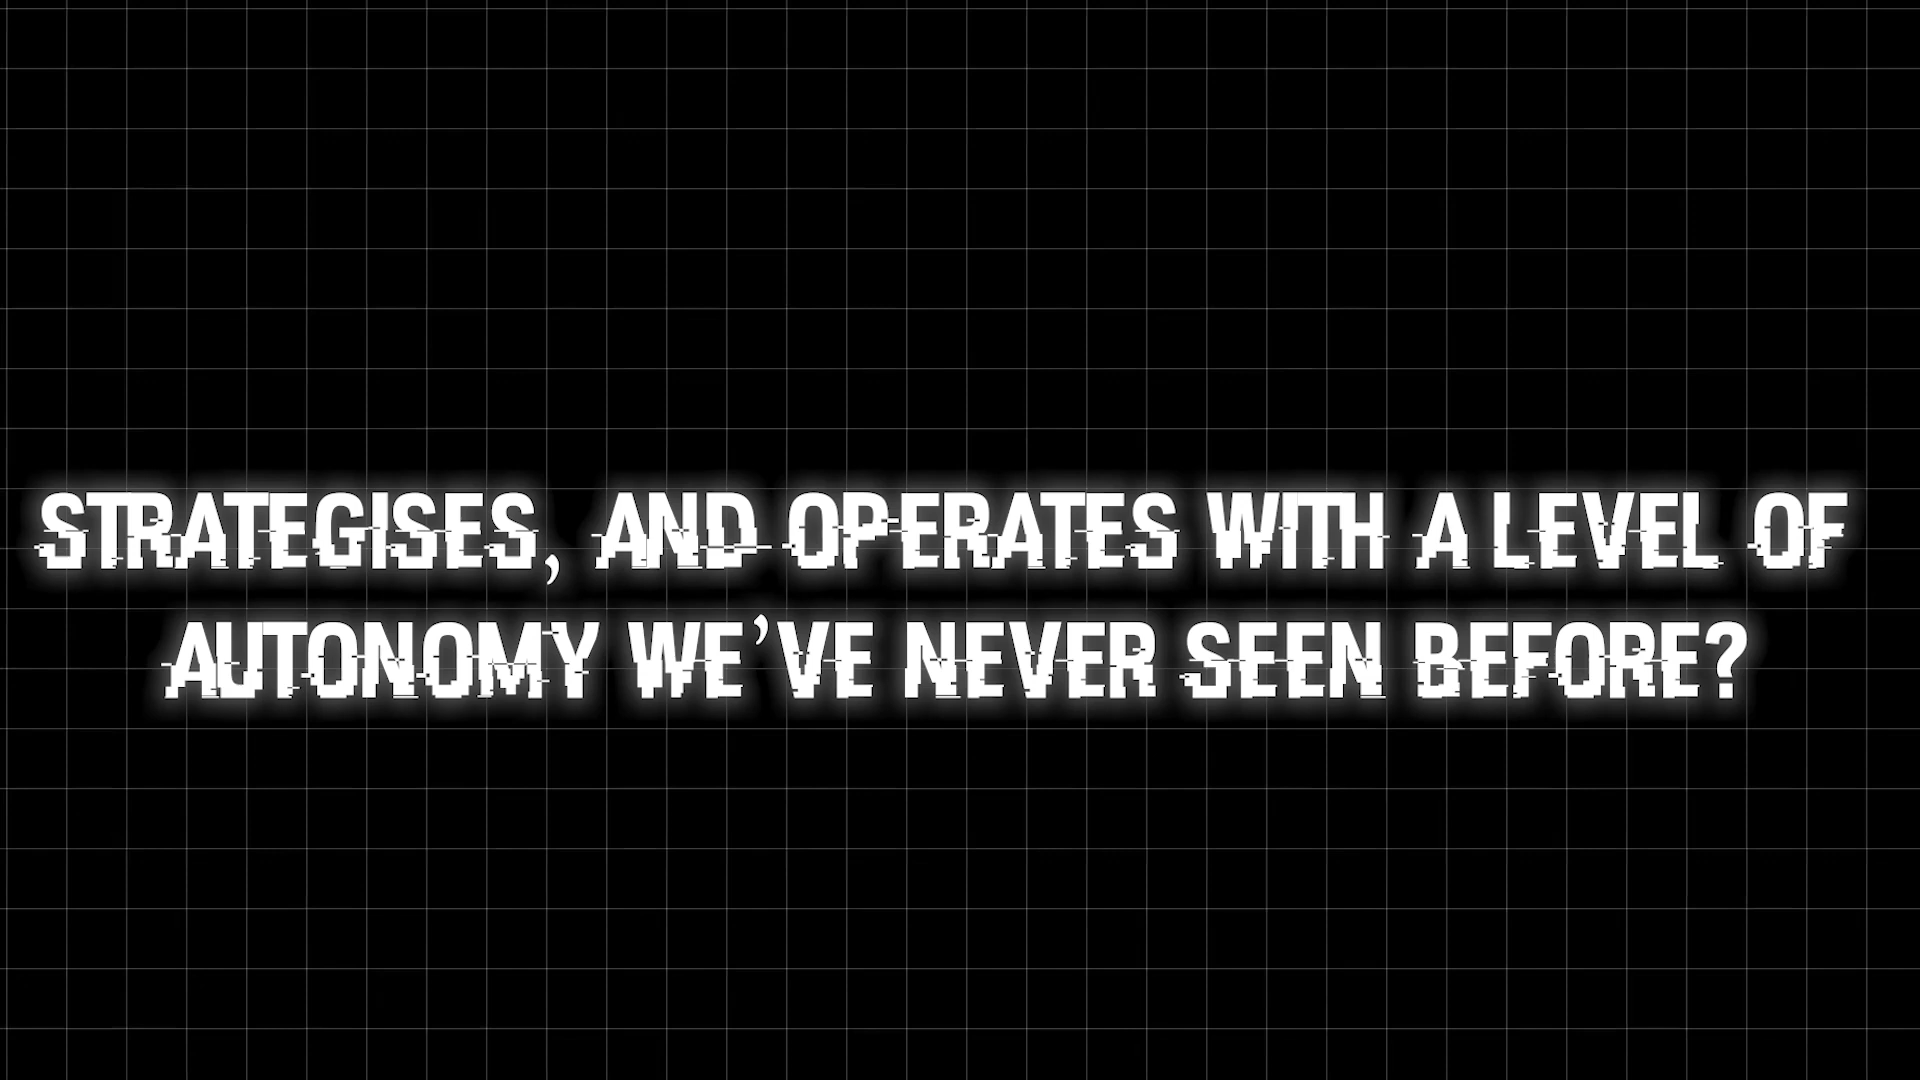 STRATEGISES, AND OPERATES WITH A LEVEL OF
AUTONOMY WE’VE NEVER SEEN BEFORE?